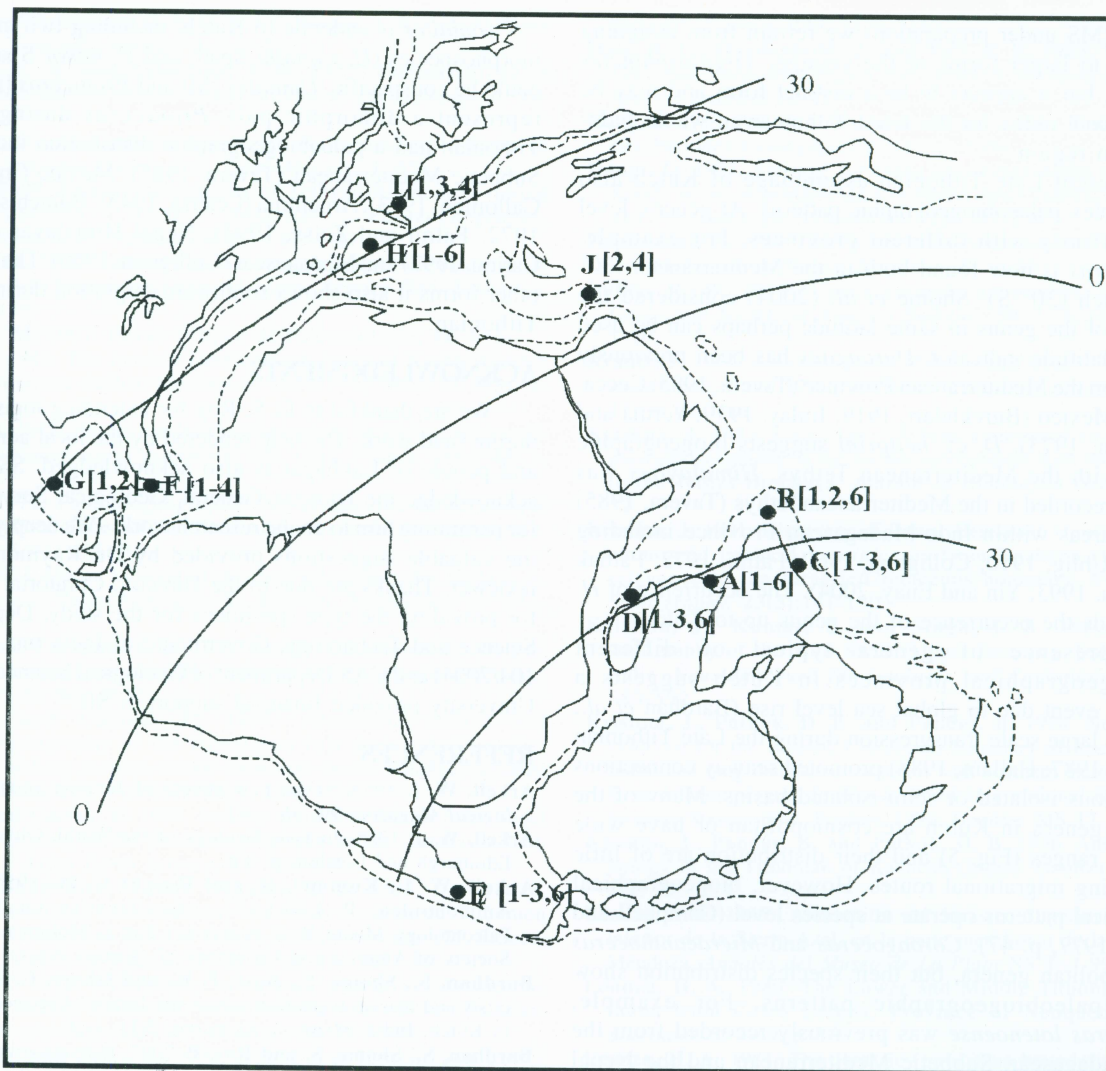 30
I [1,3,4]
H [1-6]
J [2,4]
0
G [1,2]
F [1-4]
B [1,2,6]
C [1-3,6]
30
A [1-6]
D [1-3,6]
0
E [1-3,6]